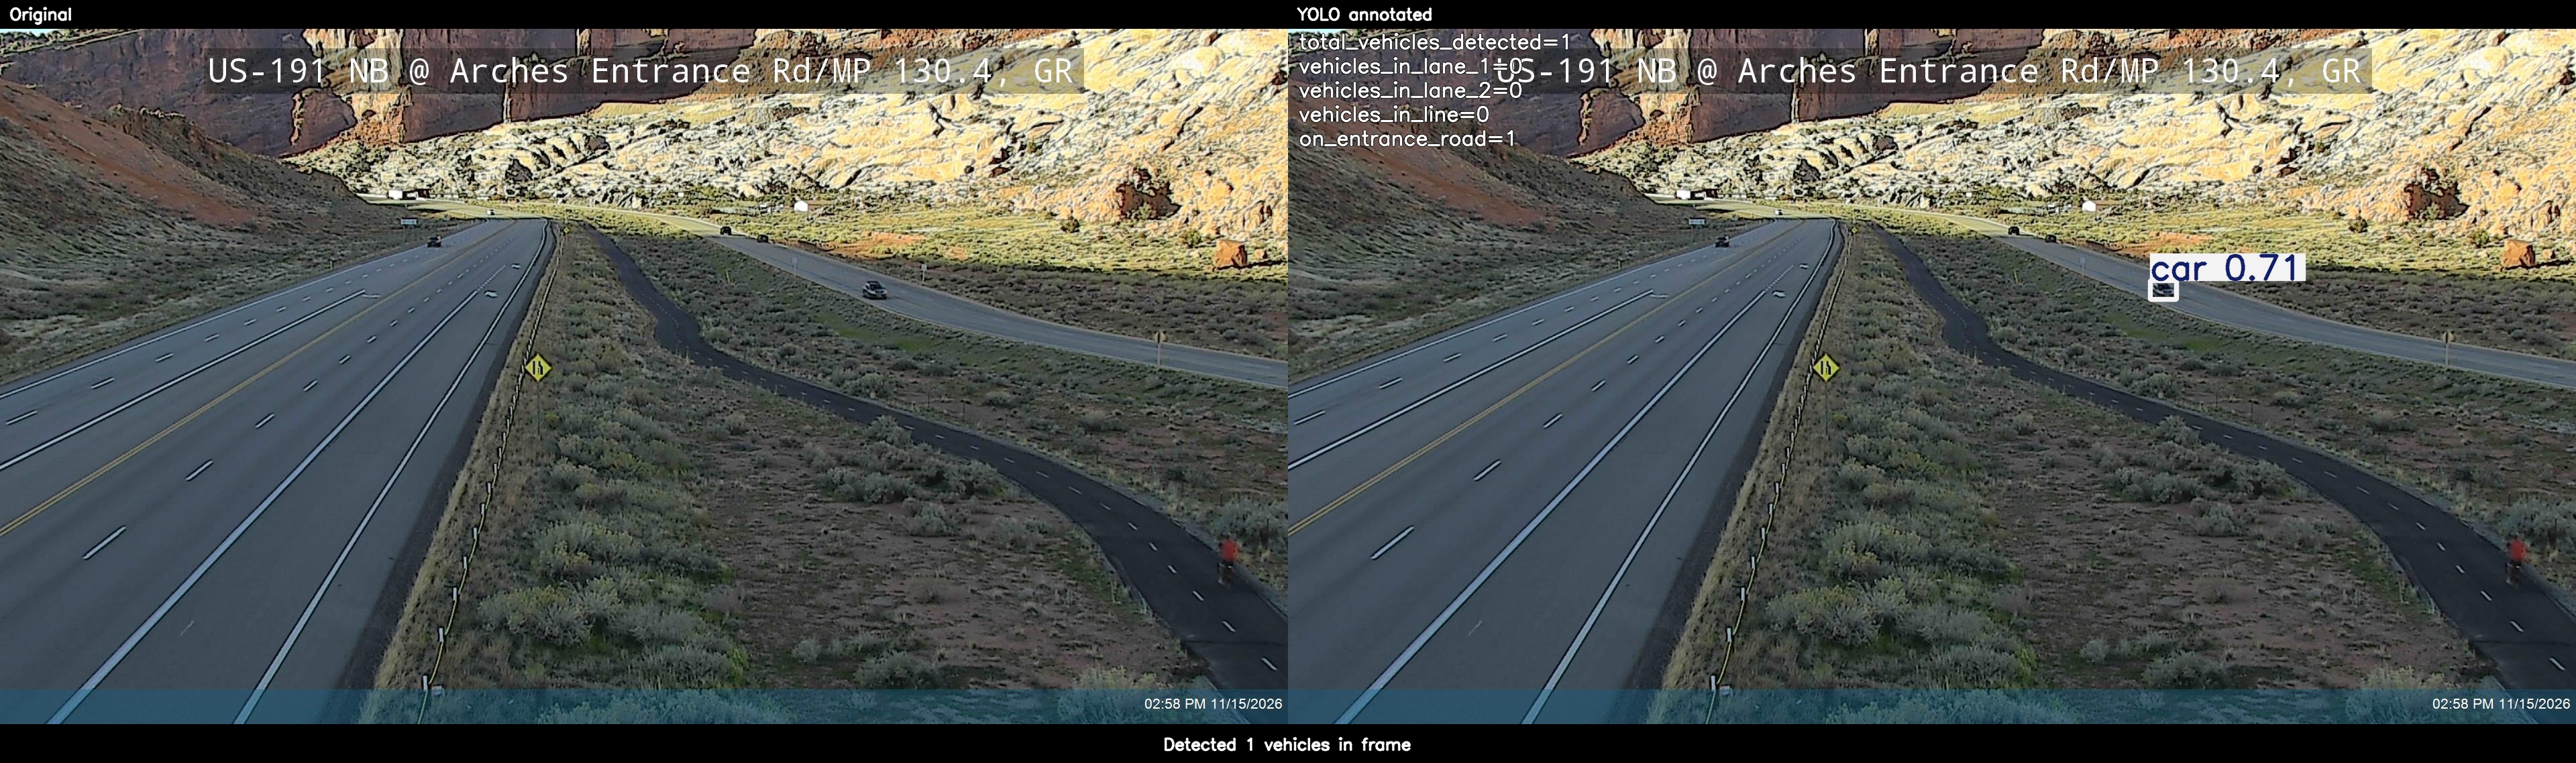 Original
US-191 NB @ Arches Entrance Rd/MP 130.4, GR
02:58 PM 11/15/2026
YOLO annotated
total_vehicles_detected=1
vehicles_in_lane_1=0
US-191 NB @ Arches Entrance Rd/MP 130.4, GR
vehicles_in_lane_2=0
vehicles_in_line=0
on_entrance_road=1
car 0.71
02:58 PM 11/15/2026
Detected 1 vehicles in frame